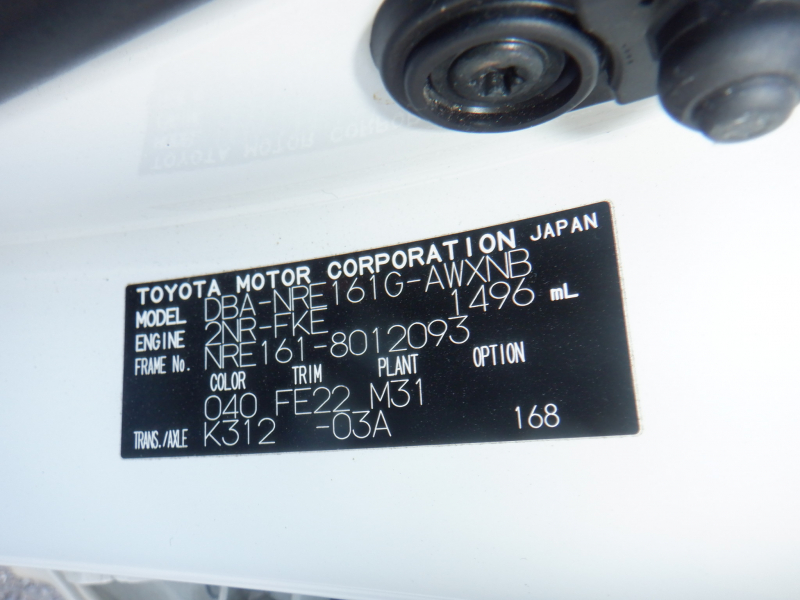 TOYOTA MOTOR CORPORATION JAPAN
MODEL DBA-NRE161G-AWXNB
ENGINE 2NR-FKE 1496 mL
FRAME No. NRE161-8012093
COLOR TRIM PLANT OPTION
040 FE22 M31
TRANS./AXLE K312 -03A 168